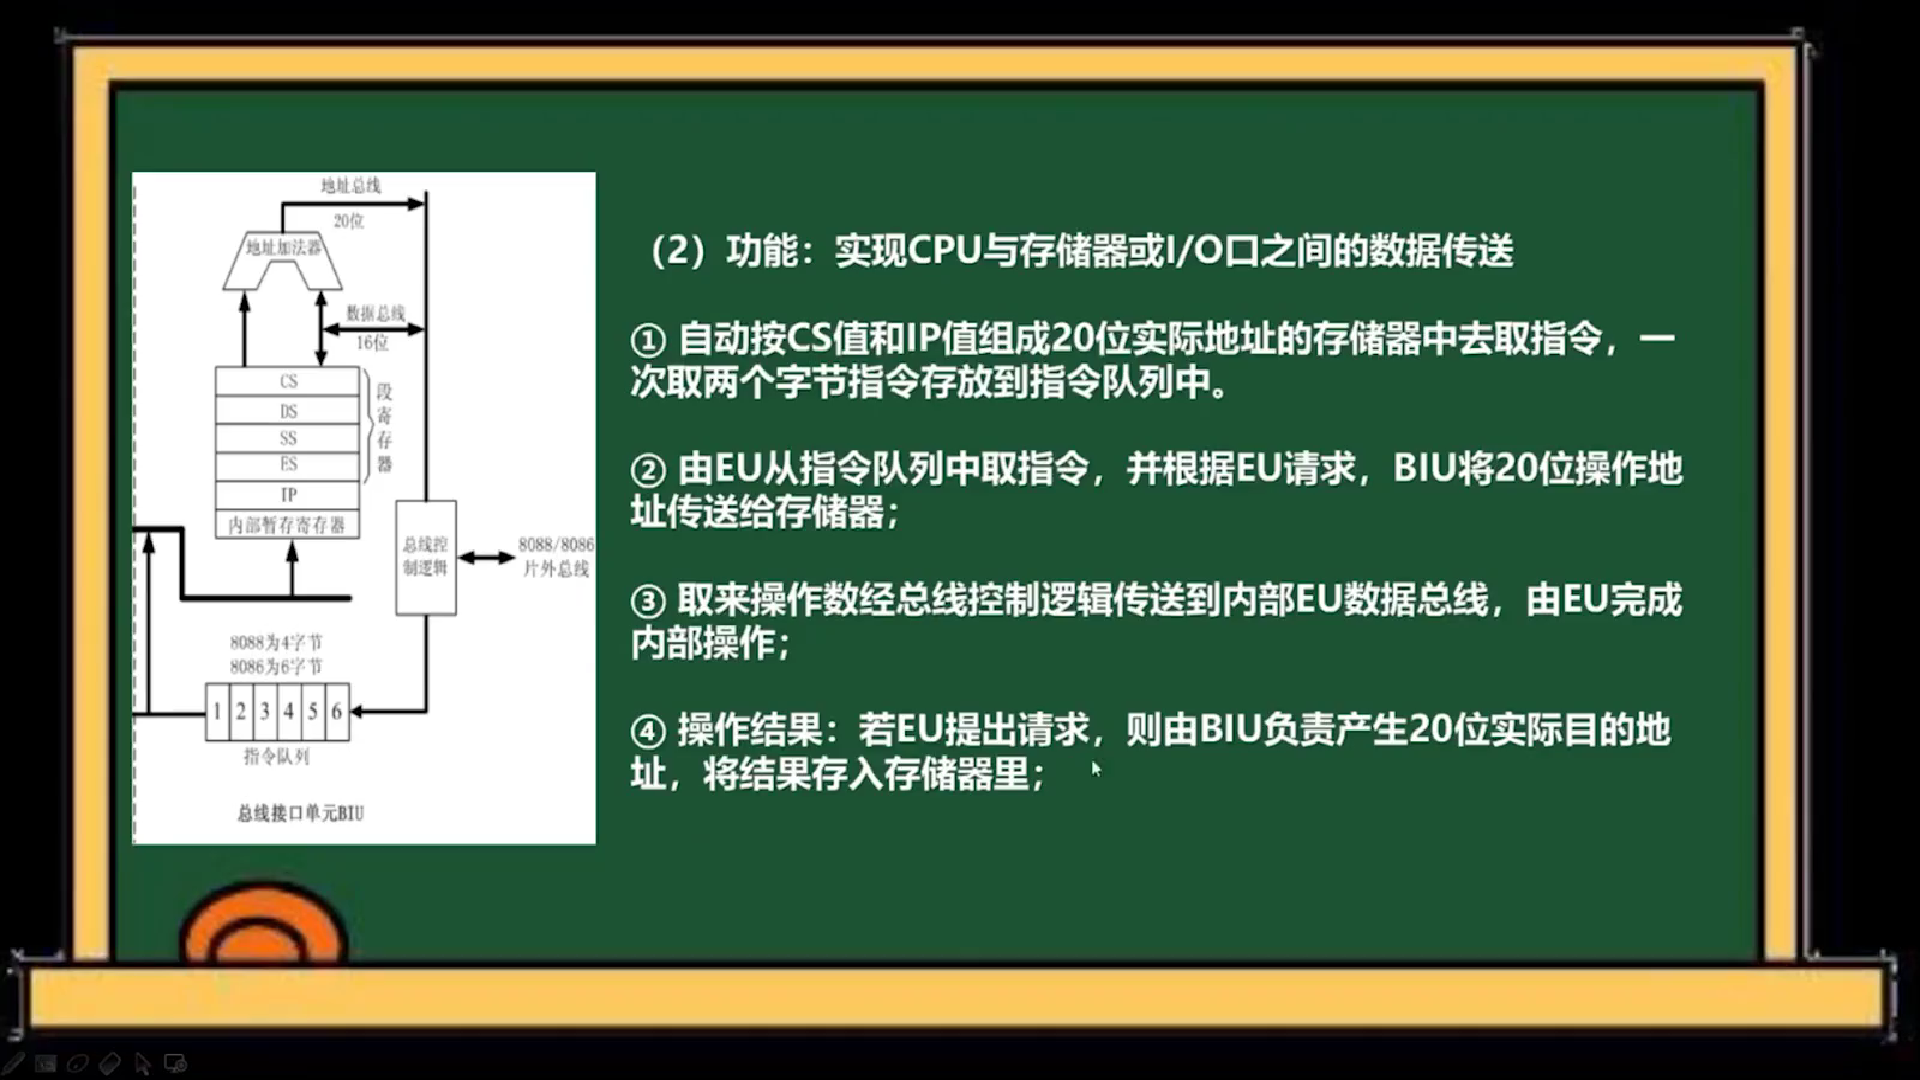 地址总线
20位
地址加法器
数据总线
16位
CS
DS
SS
ES
IP
内部暂存寄存器
段寄存器
总线控制逻辑
8088/8086
片外总线
8088为4字节
8086为6字节
1 2 3 4 5 6
指令队列
总线接口单元BIU
（2）功能：实现CPU与存储器或I/O口之间的数据传送
① 自动按CS值和IP值组成20位实际地址的存储器中去取指令，一
次取两个字节指令存放到指令队列中。
② 由EU从指令队列中取指令，并根据EU请求，BIU将20位操作地
址传送给存储器；
③ 取来操作数经总线控制逻辑传送到内部EU数据总线，由EU完成
内部操作；
④ 操作结果：若EU提出请求，则由BIU负责产生20位实际目的地
址，将结果存入存储器里；